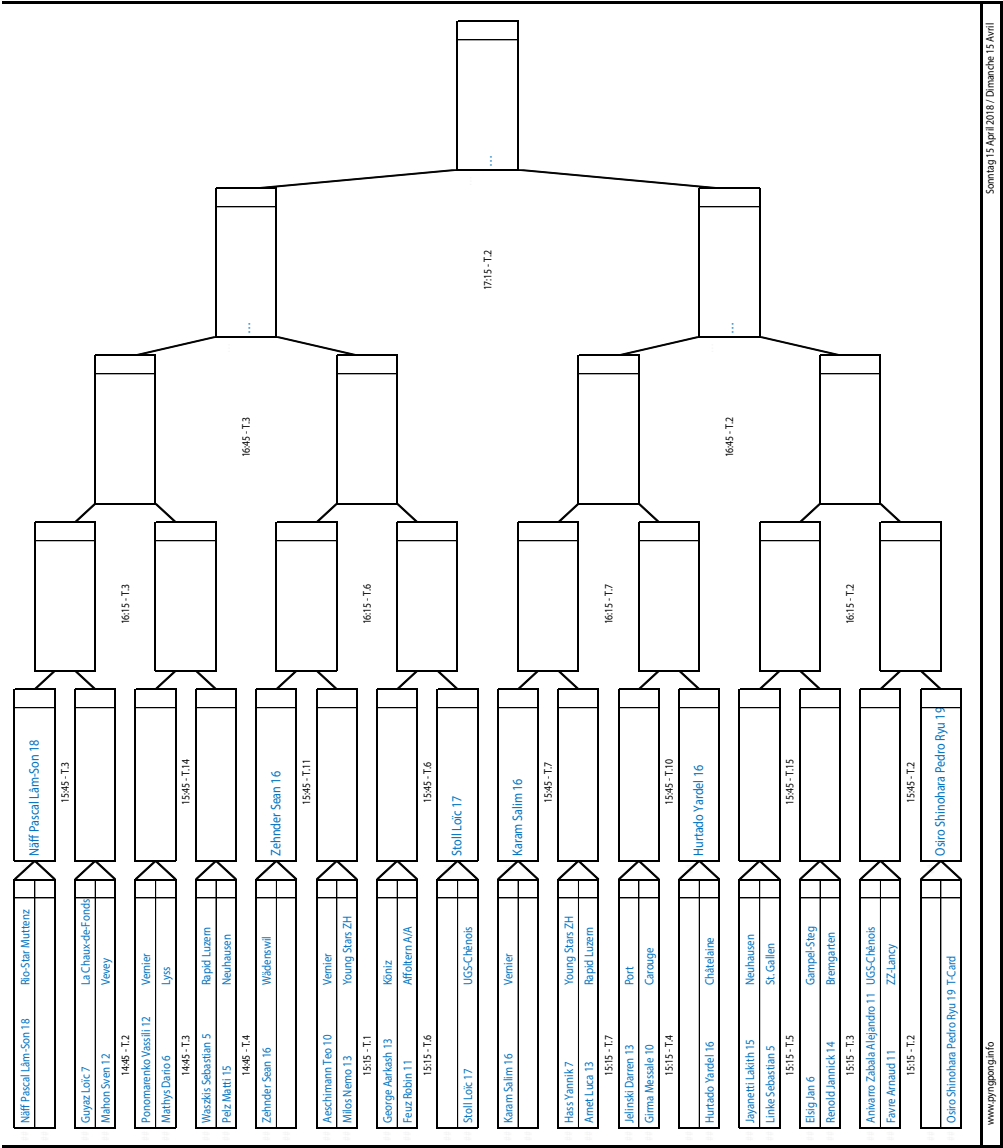 Näff Pascal Lâm-Son 18 Rio-Star Muttenz
Guyaz Loïc 7 La Chaux-de-Fonds
Mahon Sven 12 Vevey
14:45 - T.2
Ponomarenko Vassili 12 Vernier
Mathys Dario 6 Lyss
14:45 - T.3
Waszkis Sebastian 5 Rapid Luzern
Pelz Matti 15 Neuhausen
14:45 - T.4
Zehnder Sean 16 Wädenswil
Aeschimann Teo 10 Vernier
Milos Nemo 13 Young Stars ZH
15:15 - T.1
George Aarkash 13 Köniz
Feuz Robin 11 Affoltern A/A
15:15 - T.6
Stoll Loïc 17 UGS-Chênois
Karam Salim 16 Vernier
Hass Yannik 7 Young Stars ZH
Arnet Luca 13 Rapid Luzern
15:15 - T.7
Jelinski Darren 13 Port
Girma Messale 10 Carouge
15:15 - T.4
Hurtado Yardel 16 Châtelaine
Jayanetti Lakith 15 Neuhausen
Linke Sebastian 5 St. Gallen
15:15 - T.5
Elsig Jan 6 Gampel-Steg
Renold Jannick 14 Bremgarten
15:15 - T.3
Anivarro Zabala Alejandro 11 UGS-Chênois
Favre Arnaud 11 ZZ-Lancy
15:15 - T.2
Osiro Shinohara Pedro Ryu 19 T-Card
Näff Pascal Lâm-Son 18
15:45 - T.3
15:45 - T.14
Zehnder Sean 16
15:45 - T.11
15:45 - T.6
Stoll Loïc 17
Karam Salim 16
15:45 - T.7
15:45 - T.10
Hurtado Yardel 16
15:45 - T.15
15:45 - T.2
Osiro Shinohara Pedro Ryu 19
16:15 - T.3
16:15 - T.6
16:15 - T.7
16:15 - T.2
16:45 - T.3
16:45 - T.2
...
17:15 - T.2
...
...
www.pyngpong.info
Sonntag 15 April 2018 / Dimanche 15 Avril